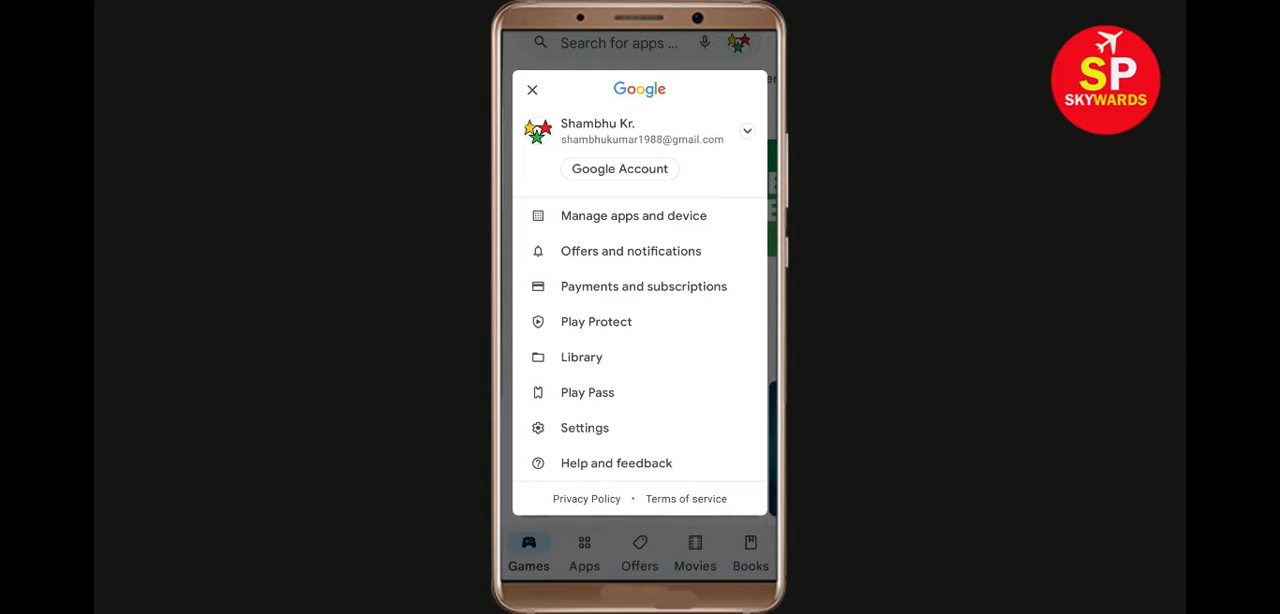 Search for apps ...
SP
SKYWARDS
Google
Shambhu Kr.
shambhukumar1988@gmail.com
Google Account
Manage apps and device
Offers and notifications
Payments and subscriptions
Play Protect
Library
Play Pass
Settings
Help and feedback
Privacy Policy • Terms of service
Games Apps Offers Movies Books